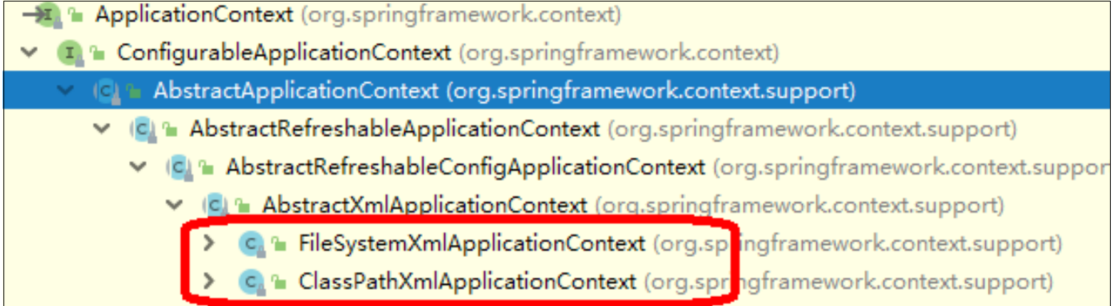 ApplicationContext (org.springframework.context)
ConfigurableApplicationContext (org.springframework.context)
AbstractApplicationContext (org.springframework.context.support)
AbstractRefreshableApplicationContext (org.springframework.context.support)
AbstractRefreshableConfigApplicationContext (org.springframework.context.suppor
AbstractXmlApplicationContext (org.springframework.context.support)
FileSystemXmlApplicationContext (org.springframework.context.support)
ClassPathXmlApplicationContext (org.springframework.context.support)